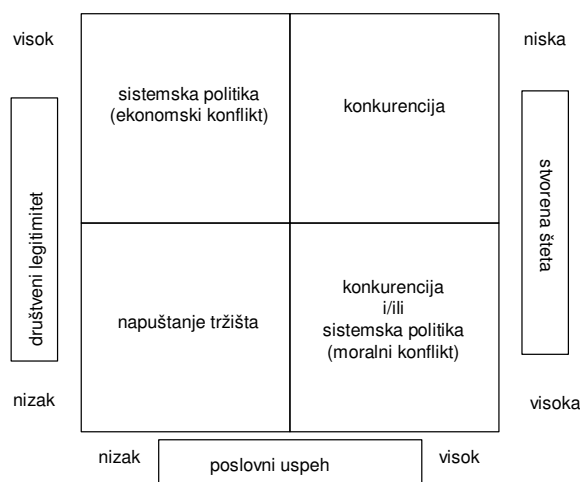 visok
niska
sistemska politika
(ekonomski konflikt)
konkurencija
društveni legitimitet
stvorena šteta
napuštanje tržišta
konkurencija
i/ili
sistemska politika
(moralni konflikt)
nizak
visoka
nizak
poslovni uspeh
visok